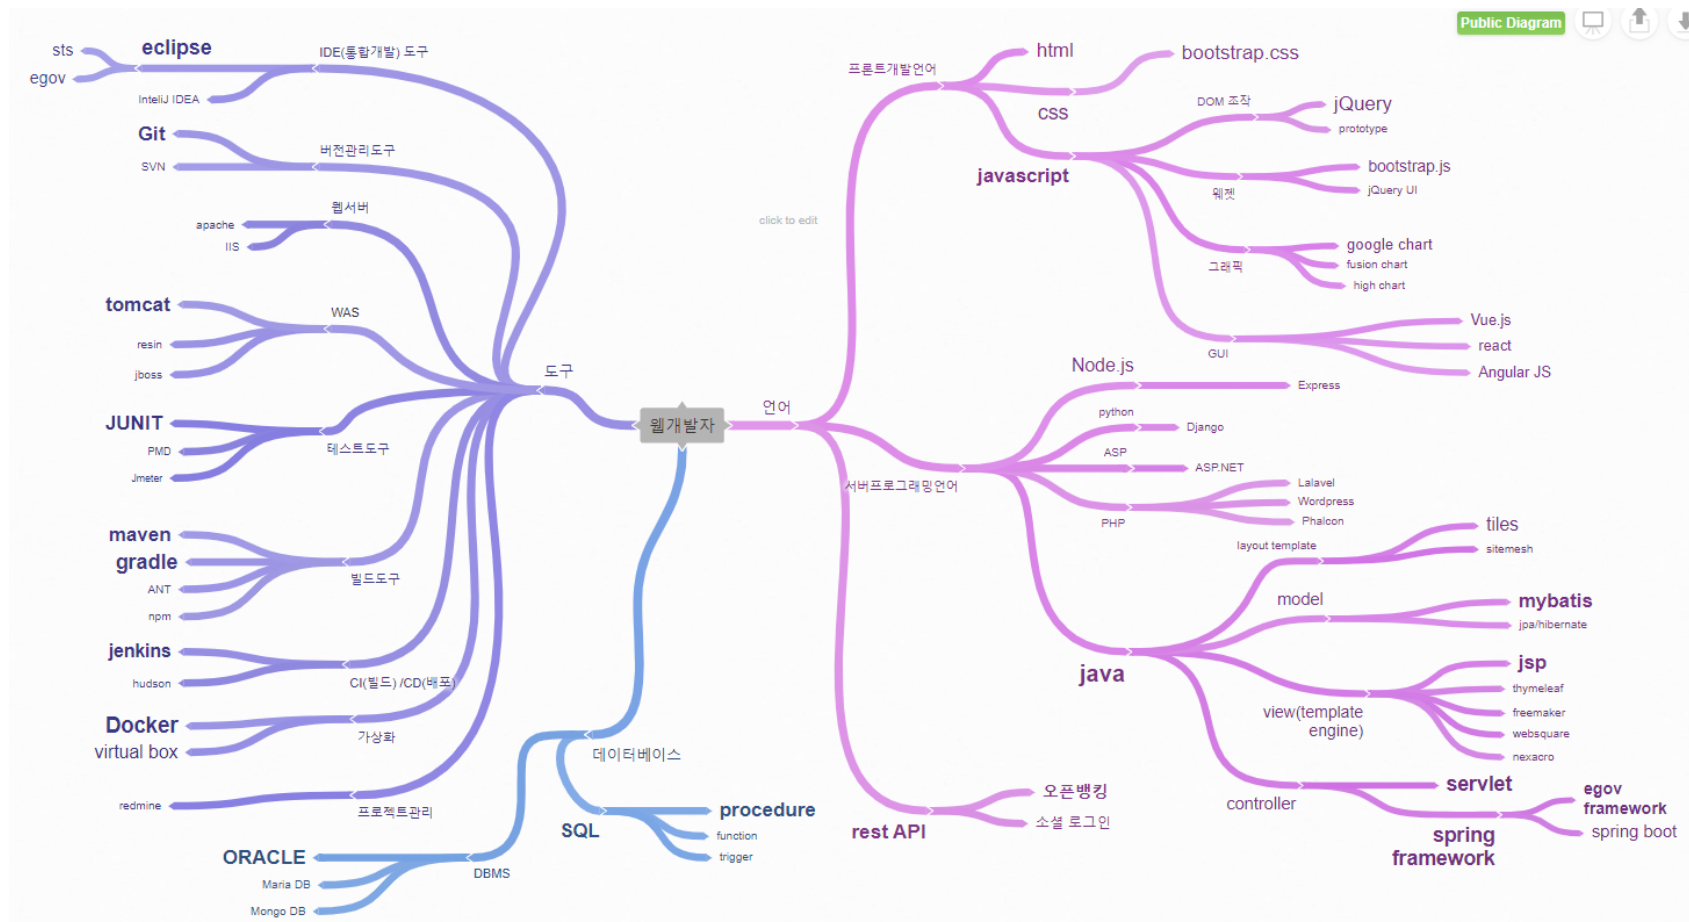 Public Diagram
click to edit
웹개발자
도구
IDE(통합개발) 도구
eclipse
sts
egov
InteliJ IDEA
버전관리도구
Git
SVN
웹서버
apache
IIS
WAS
tomcat
resin
jboss
테스트도구
JUNIT
PMD
Jmeter
빌드도구
maven
gradle
ANT
npm
CI(빌드) /CD(배포)
jenkins
hudson
가상화
Docker
virtual box
프로젝트관리
redmine
데이터베이스
SQL
procedure
function
trigger
DBMS
ORACLE
Maria DB
Mongo DB
언어
프론트개발언어
html
css
bootstrap.css
javascript
DOM 조작
jQuery
prototype
웨젯
bootstrap.js
jQuery UI
그래픽
google chart
fusion chart
high chart
GUI
Vue.js
react
Angular JS
서버프로그래밍언어
Node.js
Express
python
Django
ASP
ASP.NET
PHP
Lalavel
Wordpress
Phalcon
java
layout template
tiles
sitemesh
model
mybatis
jpa/hibernate
view(template
engine)
jsp
thymeleaf
freemaker
websquare
nexacro
controller
servlet
spring
framework
egov
framework
spring boot
rest API
오픈뱅킹
소셜 로그인